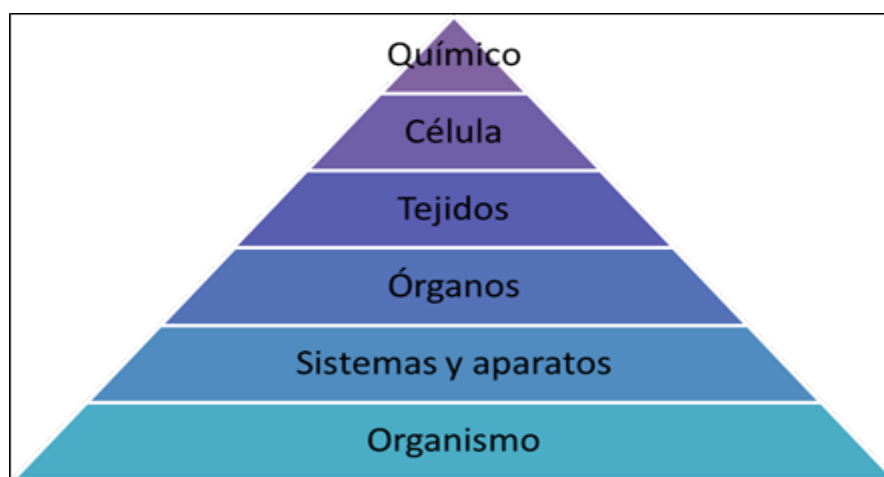 Químico
Célula
Tejidos
Órganos
Sistemas y aparatos
Organismo